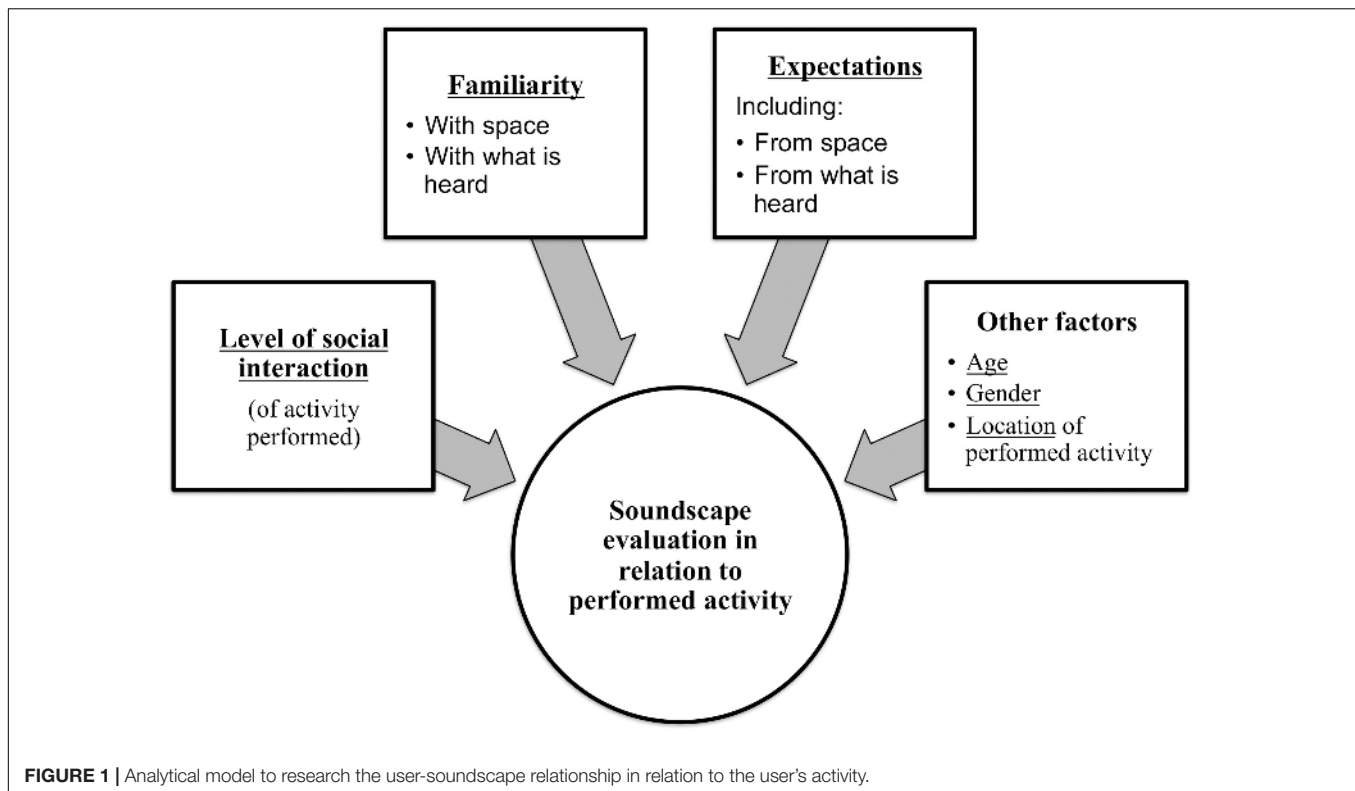 Familiarity
• With space
• With what is
heard
Expectations
Including:
• From space
• From what is
heard
Level of social
interaction
(of activity
performed)
Other factors
• Age
• Gender
• Location of
performed activity
Soundscape
evaluation in
relation to
performed activity
FIGURE 1 | Analytical model to research the user-soundscape relationship in relation to the user's activity.